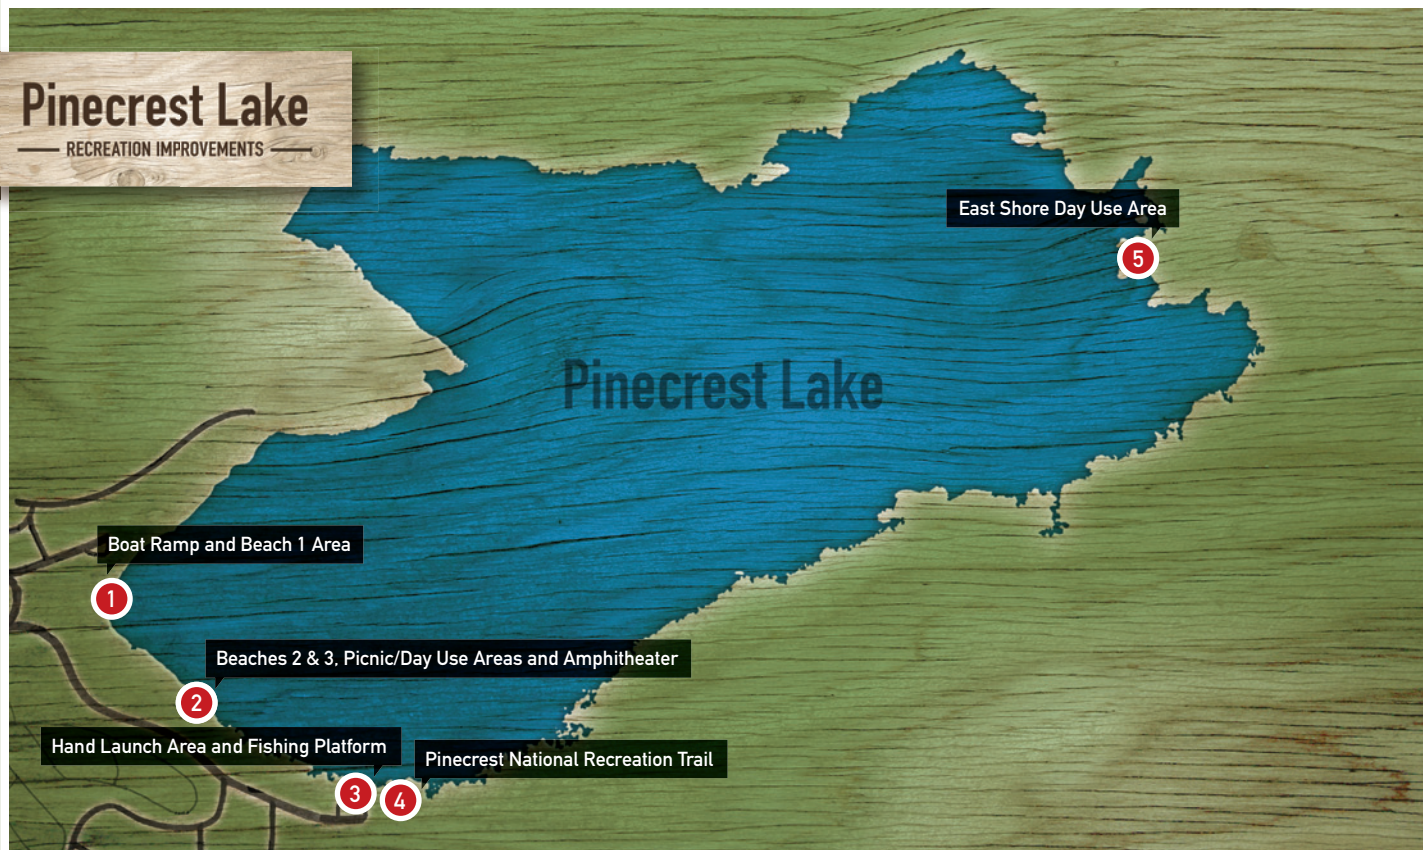 Pinecrest Lake
RECREATION IMPROVEMENTS
East Shore Day Use Area
5
Pinecrest Lake
Boat Ramp and Beach 1 Area
1
Beaches 2 & 3, Picnic/Day Use Areas and Amphitheater
2
Hand Launch Area and Fishing Platform
3
Pinecrest National Recreation Trail
4